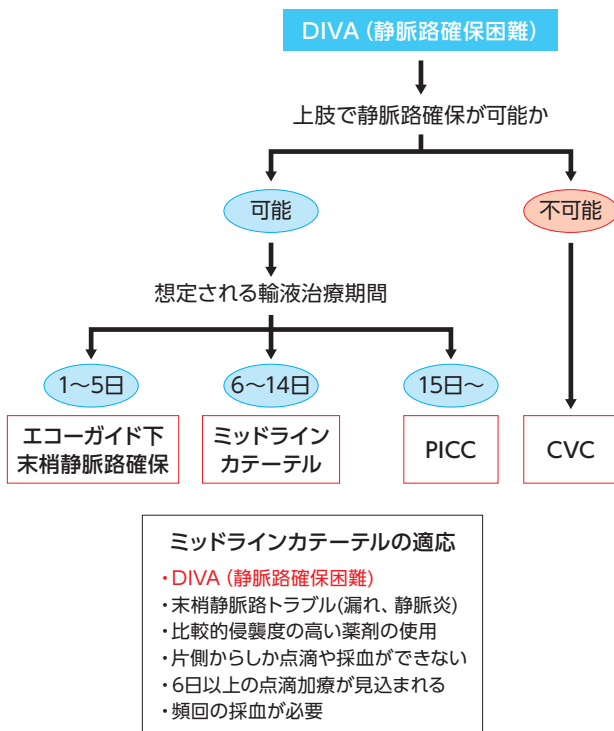 DIVA（静脈路確保困難）
上肢で静脈路確保が可能か
可能
不可能
想定される輸液治療期間
1～5日
6～14日
15日～
エコーガイド下
末梢静脈路確保
ミッドライン
カテーテル
PICC
CVC
ミッドラインカテーテルの適応
・DIVA（静脈路確保困難）
・末梢静脈路トラブル(漏れ、静脈炎)
・比較的侵襲度の高い薬剤の使用
・片側からしか点滴や採血ができない
・6日以上の点滴加療が見込まれる
・頻回の採血が必要